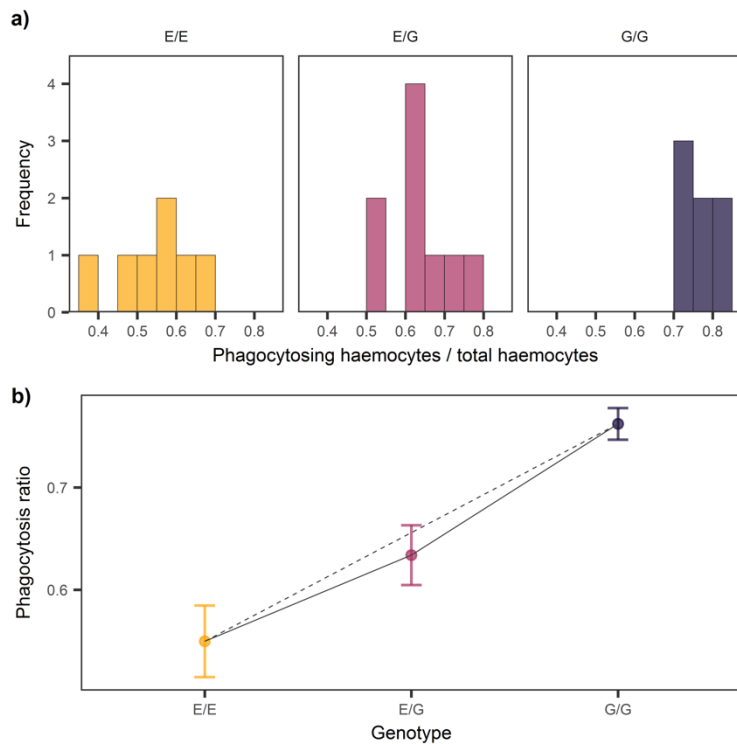 a)
E/E E/G G/G
4
3
2
1
0
Frequency
0.4 0.5 0.6 0.7 0.8 0.4 0.5 0.6 0.7 0.8 0.4 0.5 0.6 0.7 0.8
Phagocytosing haemocytes / total haemocytes
b)
0.7
0.6
Phagocytosis ratio
E/E E/G G/G
Genotype